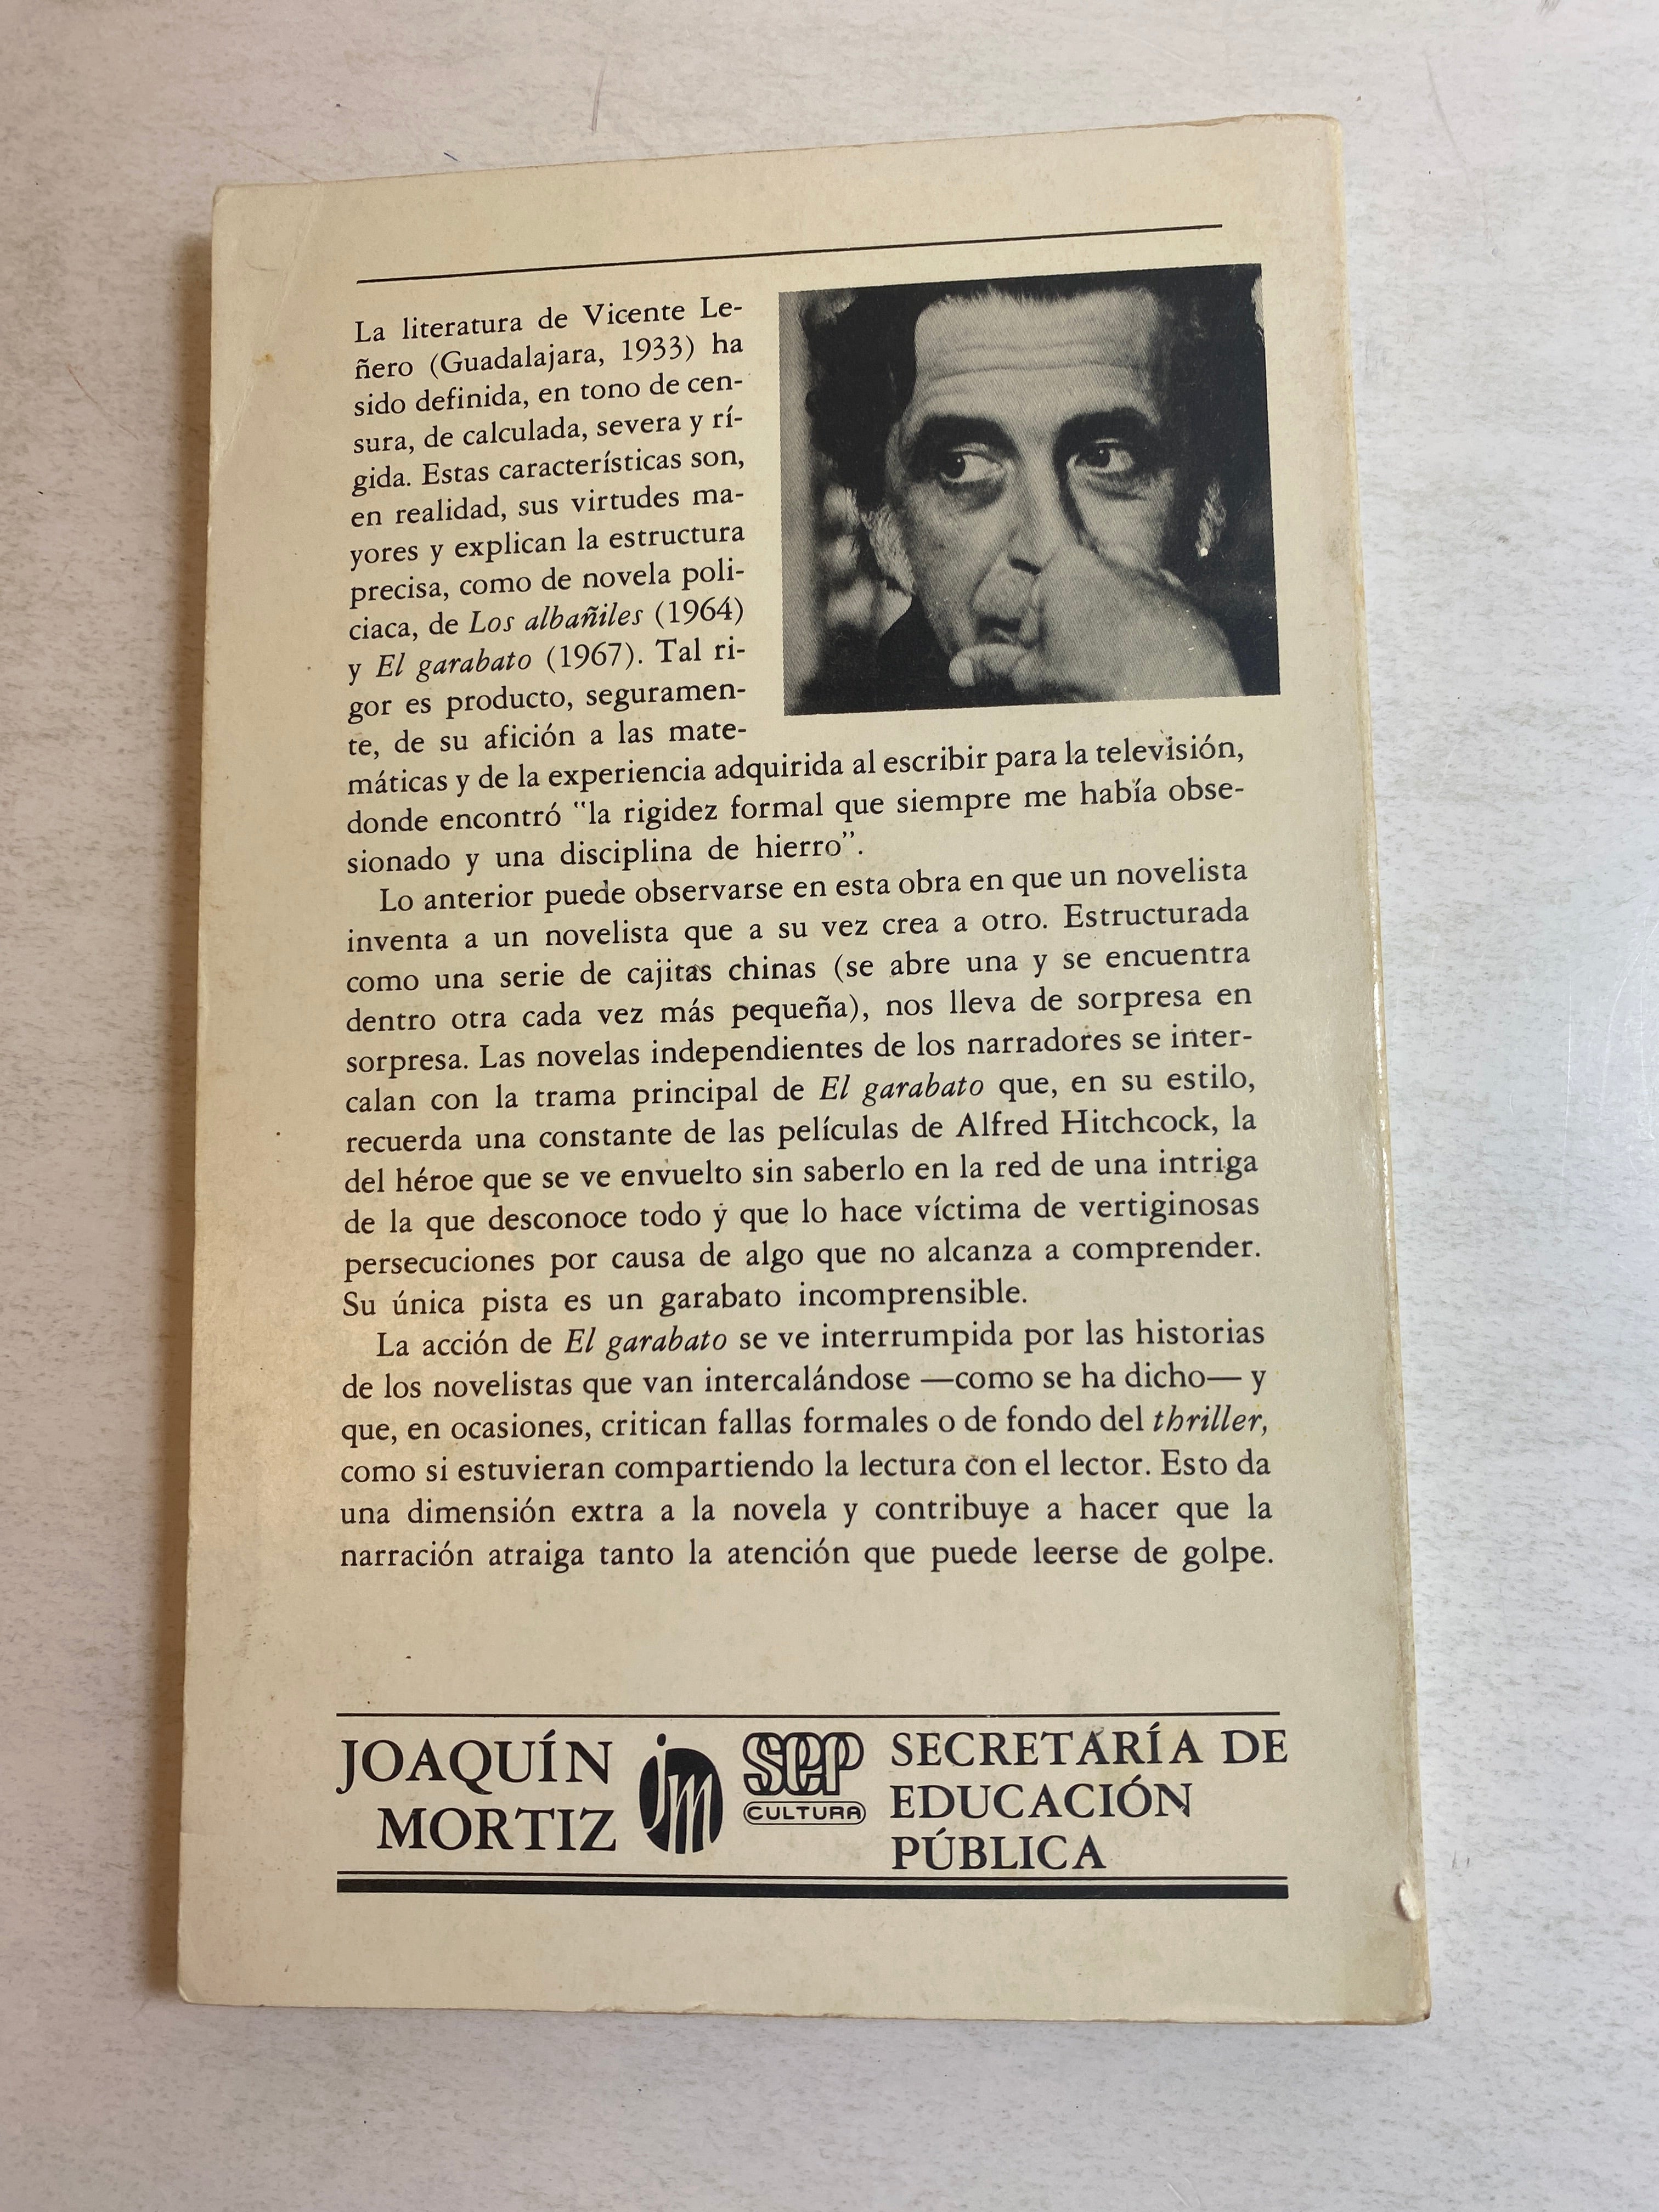 La literatura de Vicente Le-
ñero (Guadalajara, 1933) ha
sido definida, en tono de cen-
sura, de calculada, severa y rí-
gida. Estas características son,
en realidad, sus virtudes ma-
yores y explican la estructura
precisa, como de novela poli-
ciaca, de Los albañiles (1964)
y El garabato (1967). Tal ri-
gor es producto, seguramen-
te, de su afición a las mate-
máticas y de la experiencia adquirida al escribir para la televisión,
donde encontró "la rigidez formal que siempre me había obse-
sionado y una disciplina de hierro".
Lo anterior puede observarse en esta obra en que un novelista
inventa a un novelista que a su vez crea a otro. Estructurada
como una serie de cajitas chinas (se abre una y se encuentra
dentro otra cada vez más pequeña), nos lleva de sorpresa en
sorpresa. Las novelas independientes de los narradores se inter-
calan con la trama principal de El garabato que, en su estilo,
recuerda una constante de las películas de Alfred Hitchcock, la
del héroe que se ve envuelto sin saberlo en la red de una intriga
de la que desconoce todo y que lo hace víctima de vertiginosas
persecuciones por causa de algo que no alcanza a comprender.
Su única pista es un garabato incomprensible.
La acción de El garabato se ve interrumpida por las historias
de los novelistas que van intercalándose —como se ha dicho— y
que, en ocasiones, critican fallas formales o de fondo del thriller,
como si estuvieran compartiendo la lectura con el lector. Esto da
una dimensión extra a la novela y contribuye a hacer que la
narración atraiga tanto la atención que puede leerse de golpe.
JOAQUÍN
MORTIZ
jm
sep
CULTURA
SECRETARÍA DE
EDUCACIÓN
PÚBLICA